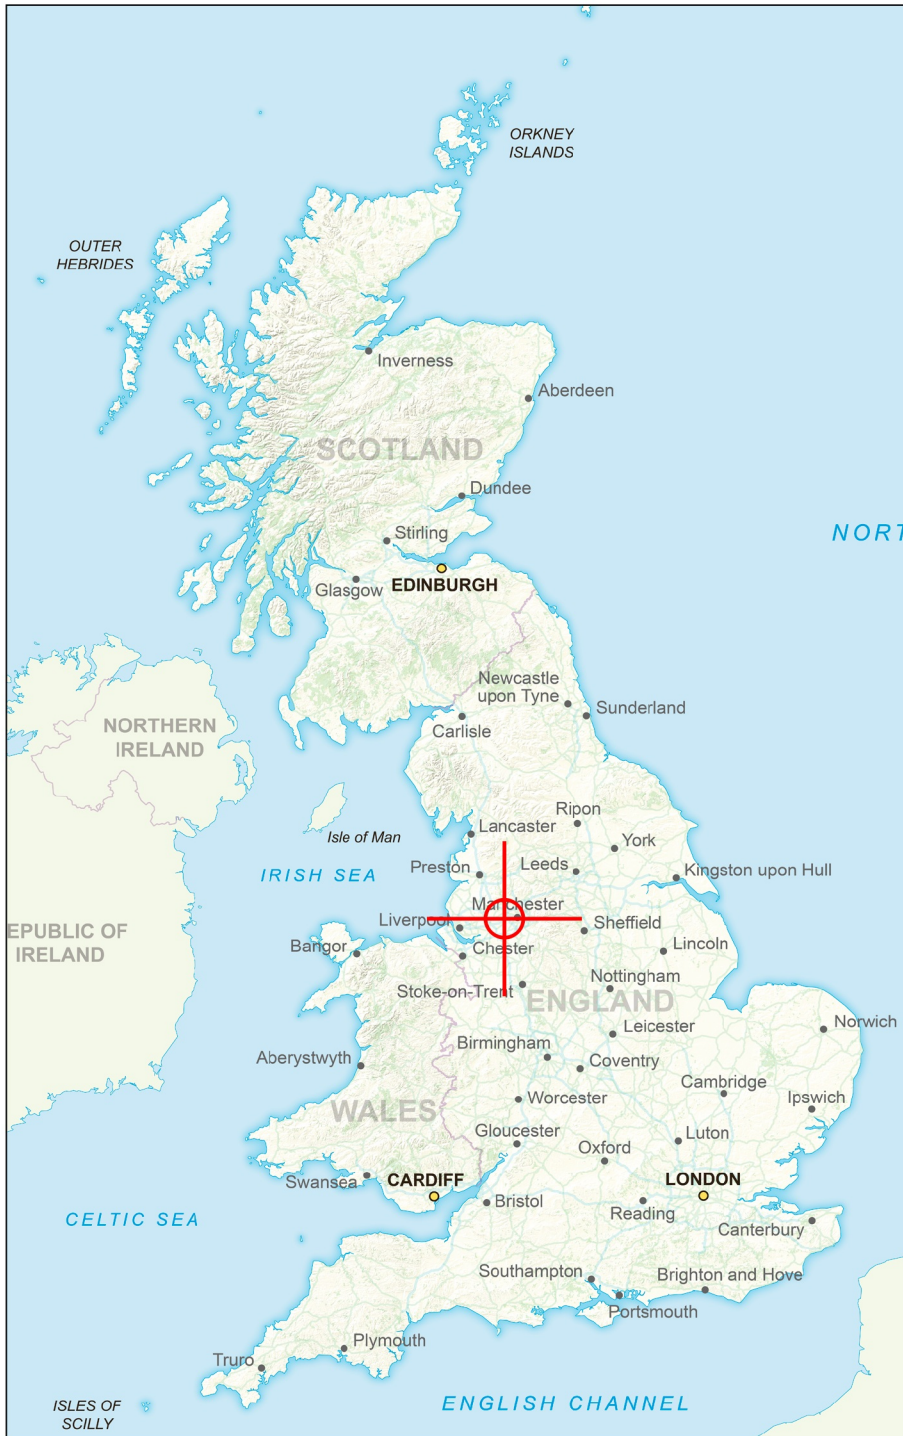 ORKNEY
ISLANDS
OUTER
HEBRIDES
Inverness
Aberdeen
SCOTLAND
Dundee
Stirling
NORT
EDINBURGH
Glasgow
Newcastle
upon Tyne
Sunderland
Carlisle
NORTHERN
IRELAND
Ripon
Lancaster
Isle of Man
York
Preston
Leeds
Kingston upon Hull
IRISH SEA
Manchester
Liverpool
Sheffield
EPUBLIC OF
IRELAND
Bangor
Chester
Lincoln
Nottingham
Stoke-on-Trent
ENGLAND
Norwich
Leicester
Birmingham
Aberystwyth
Coventry
Cambridge
Ipswich
Worcester
WALES
Gloucester
Luton
Oxford
Swansea
CARDIFF
LONDON
Bristol
Reading
CELTIC SEA
Canterbury
Southampton
Brighton and Hove
Portsmouth
Plymouth
Truro
ENGLISH CHANNEL
ISLES OF
SCILLY